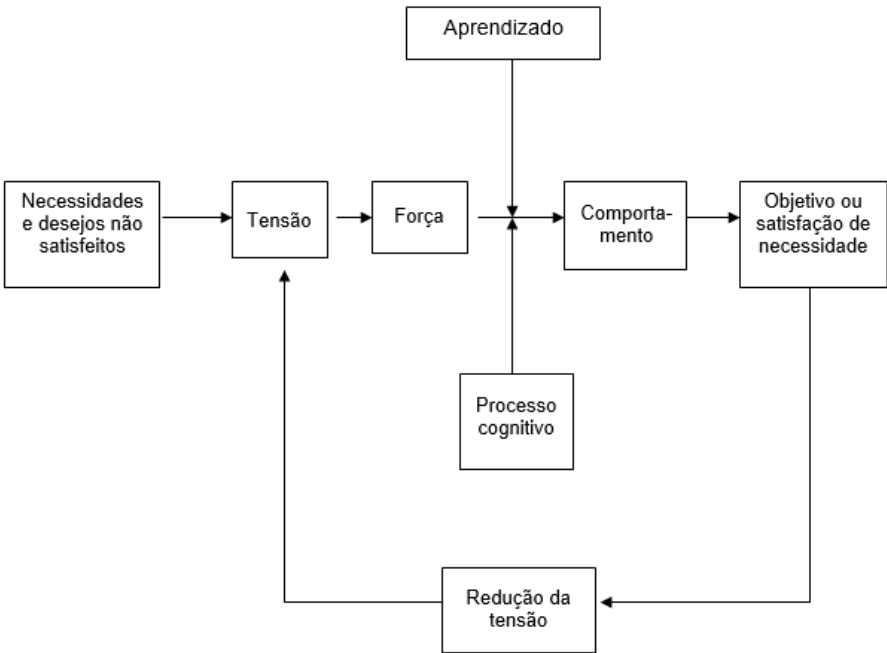 Aprendizado
Necessidades
e desejos não
satisfeitos
Tensão
Força
Comporta-
mento
Objetivo ou
satisfação de
necessidade
Processo
cognitivo
Redução da
tensão